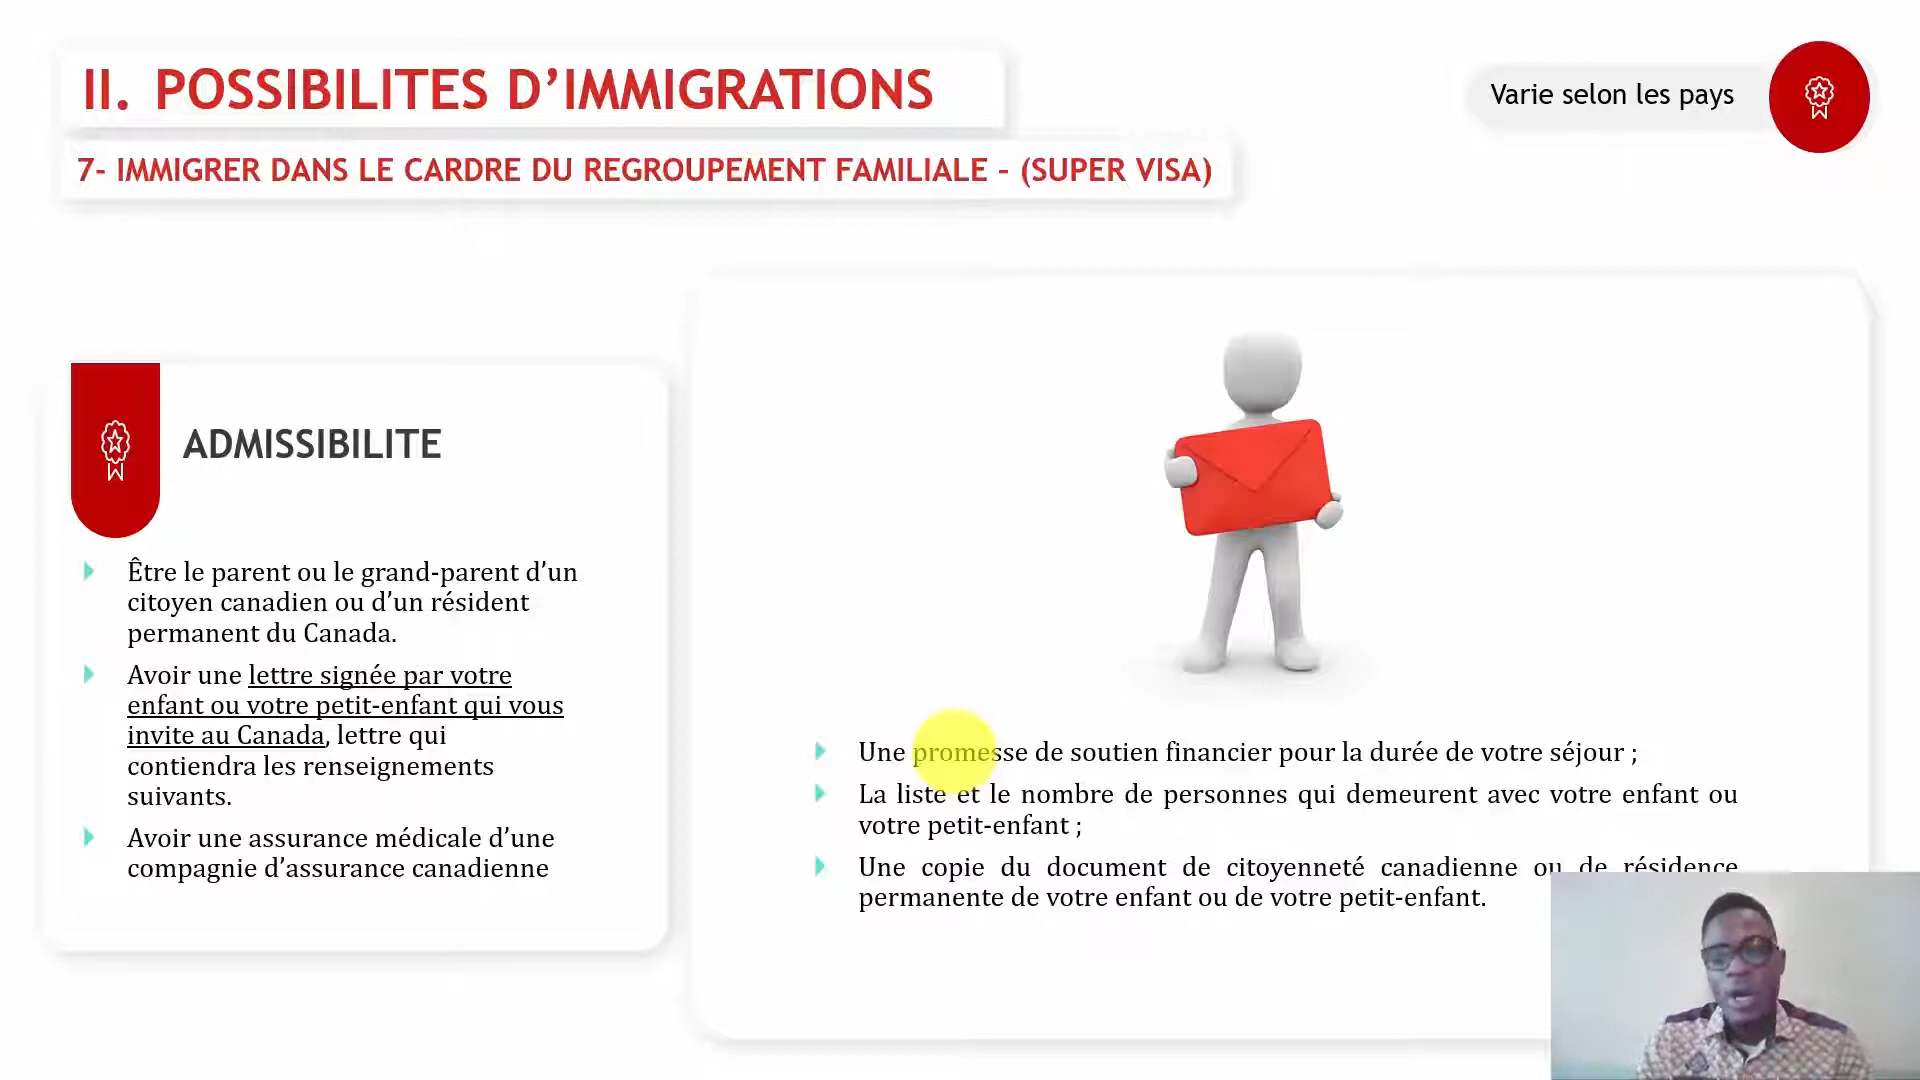 II. POSSIBILITES D’IMMIGRATIONS
Varie selon les pays
7- IMMIGRER DANS LE CARDRE DU REGROUPEMENT FAMILIALE – (SUPER VISA)
ADMISSIBILITE
Être le parent ou le grand-parent d’un
citoyen canadien ou d’un résident
permanent du Canada.
Avoir une lettre signée par votre
enfant ou votre petit-enfant qui vous
invite au Canada, lettre qui
contiendra les renseignements
suivants.
Avoir une assurance médicale d’une
compagnie d’assurance canadienne
Une promesse de soutien financier pour la durée de votre séjour ;
La liste et le nombre de personnes qui demeurent avec votre enfant ou
votre petit-enfant ;
Une copie du document de citoyenneté canadienne ou de résidence
permanente de votre enfant ou de votre petit-enfant.